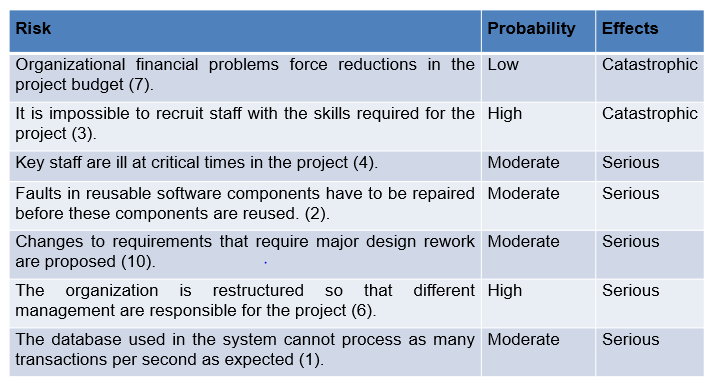 Risk Probability Effects
Organizational financial problems force reductions in the Low Catastrophic
project budget (7).
It is impossible to recruit staff with the skills required for the High Catastrophic
project (3).
Key staff are ill at critical times in the project (4). Moderate Serious
Faults in reusable software components have to be repaired Moderate Serious
before these components are reused. (2).
Changes to requirements that require major design rework Moderate Serious
are proposed (10).
The organization is restructured so that different High Serious
management are responsible for the project (6).
The database used in the system cannot process as many Moderate Serious
transactions per second as expected (1).